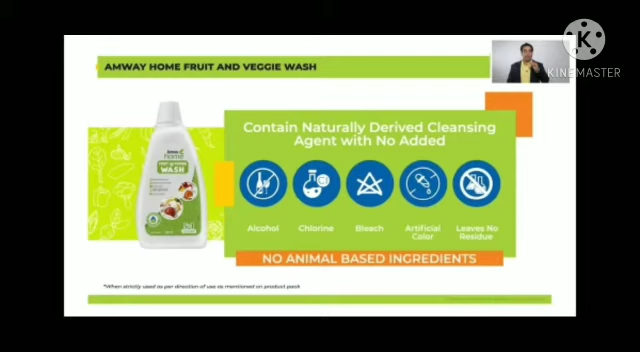 AMWAY HOME FRUIT AND VEGGIE WASH
K
KINEMASTER
Contain Naturally Derived Cleansing
Agent with No Added
home
WASH
Alcohol
Chlorine
Bleach
Artificial
Color
Leaves No
Residue
NO ANIMAL BASED INGREDIENTS
*When strictly used as per direction of use as mentioned on product pack